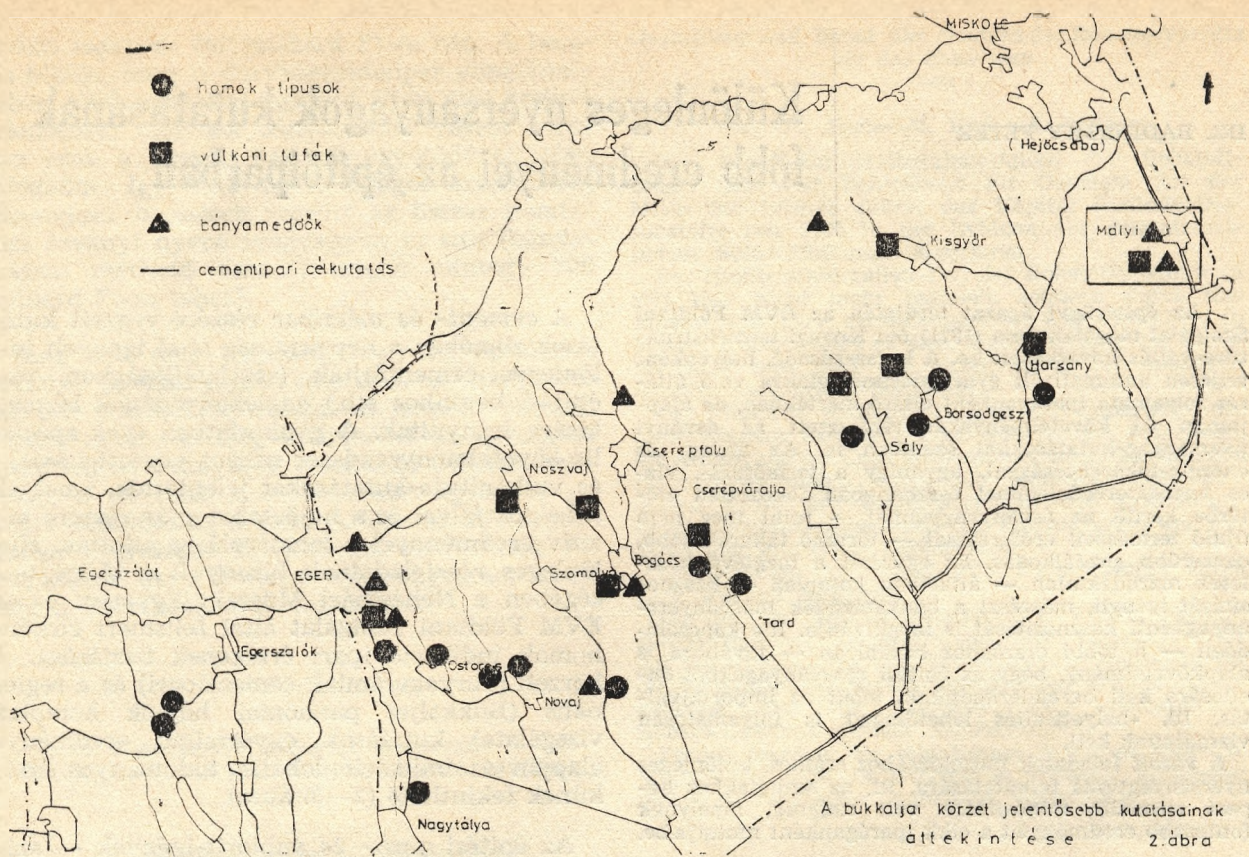 MISKOLC
homok típusok
vulkáni tufák
bányameddők
cementipari célkutatás
(Hejőcsaba)
Mályi
Kisgyőr
Harsány
Borsodgeszt
Sály
Cserépfalu
Noszvaj
Cserépváralja
Bogács
Szomolya
Tard
Egerszólát
EGER
Egerszalók
Ostoros
Novaj
Nagytálya
A bükkaljai körzet jelentősebb kutatásainak
áttekintése 2.ábra